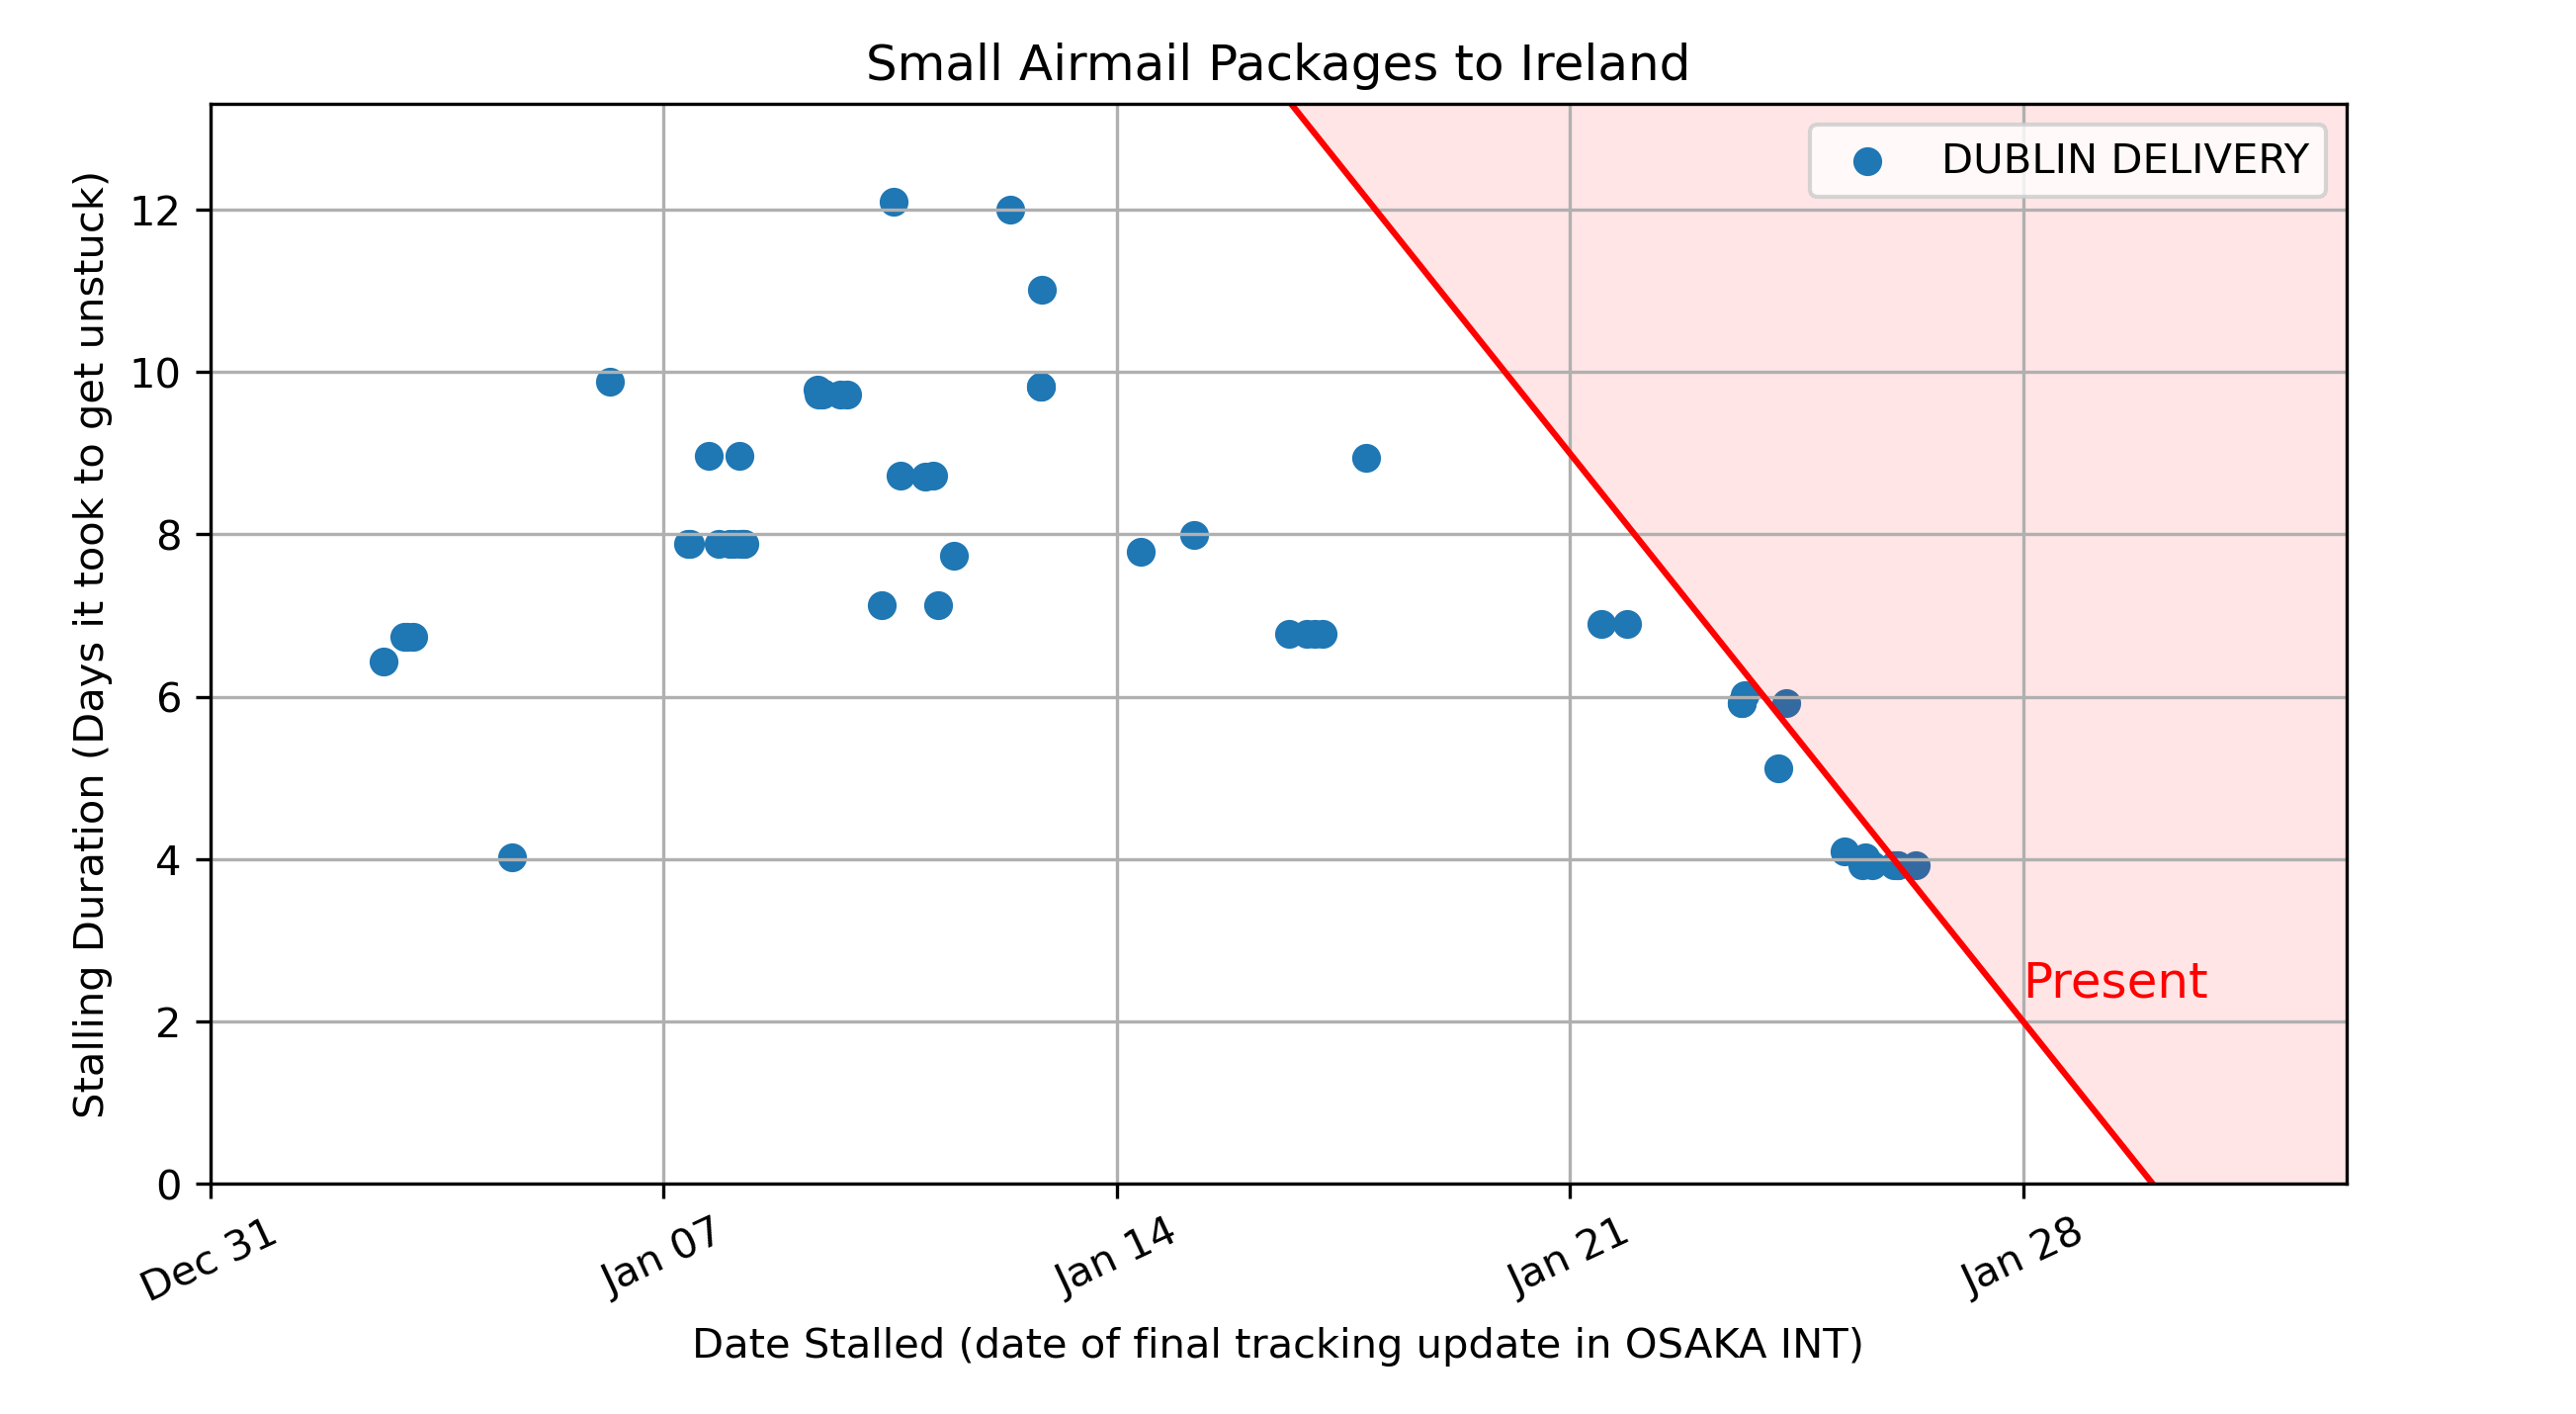 Small Airmail Packages to Ireland
DUBLIN DELIVERY
Stalling Duration (Days it took to get unstuck)
12
10
8
6
4
2
0
Present
Dec 31
Jan 07
Jan 14
Jan 21
Jan 28
Date Stalled (date of final tracking update in OSAKA INT)